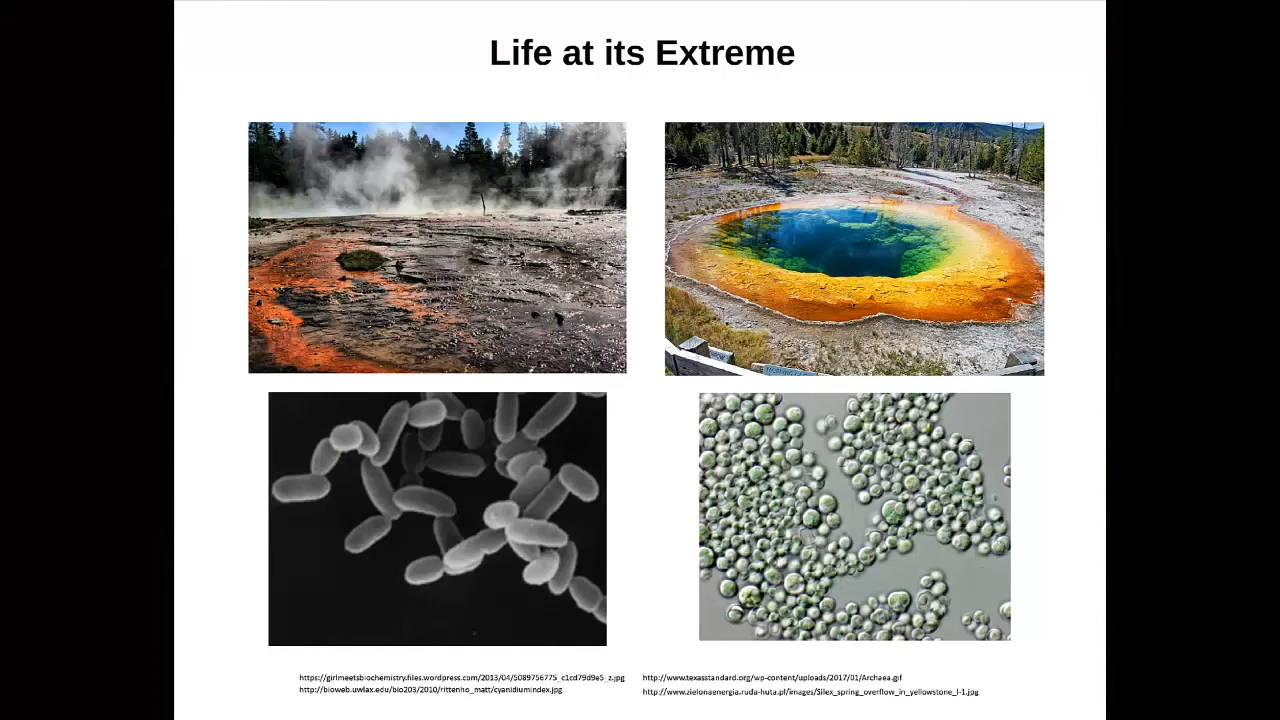 Life at its Extreme
https://girlmeetsbiochemistry.files.wordpress.com/2013/04/5089756775_c1cd79d9e5_z.jpg
http://bioweb.uwlax.edu/bio203/2010/rittenho_matt/cyanidiumindex.jpg
http://www.texasstandard.org/wp-content/uploads/2017/01/Archaea.gif
http://www.zielonaenergia.ruda-huta.pl/images/Silex_spring_overflow_in_yellowstone_l-1.jpg